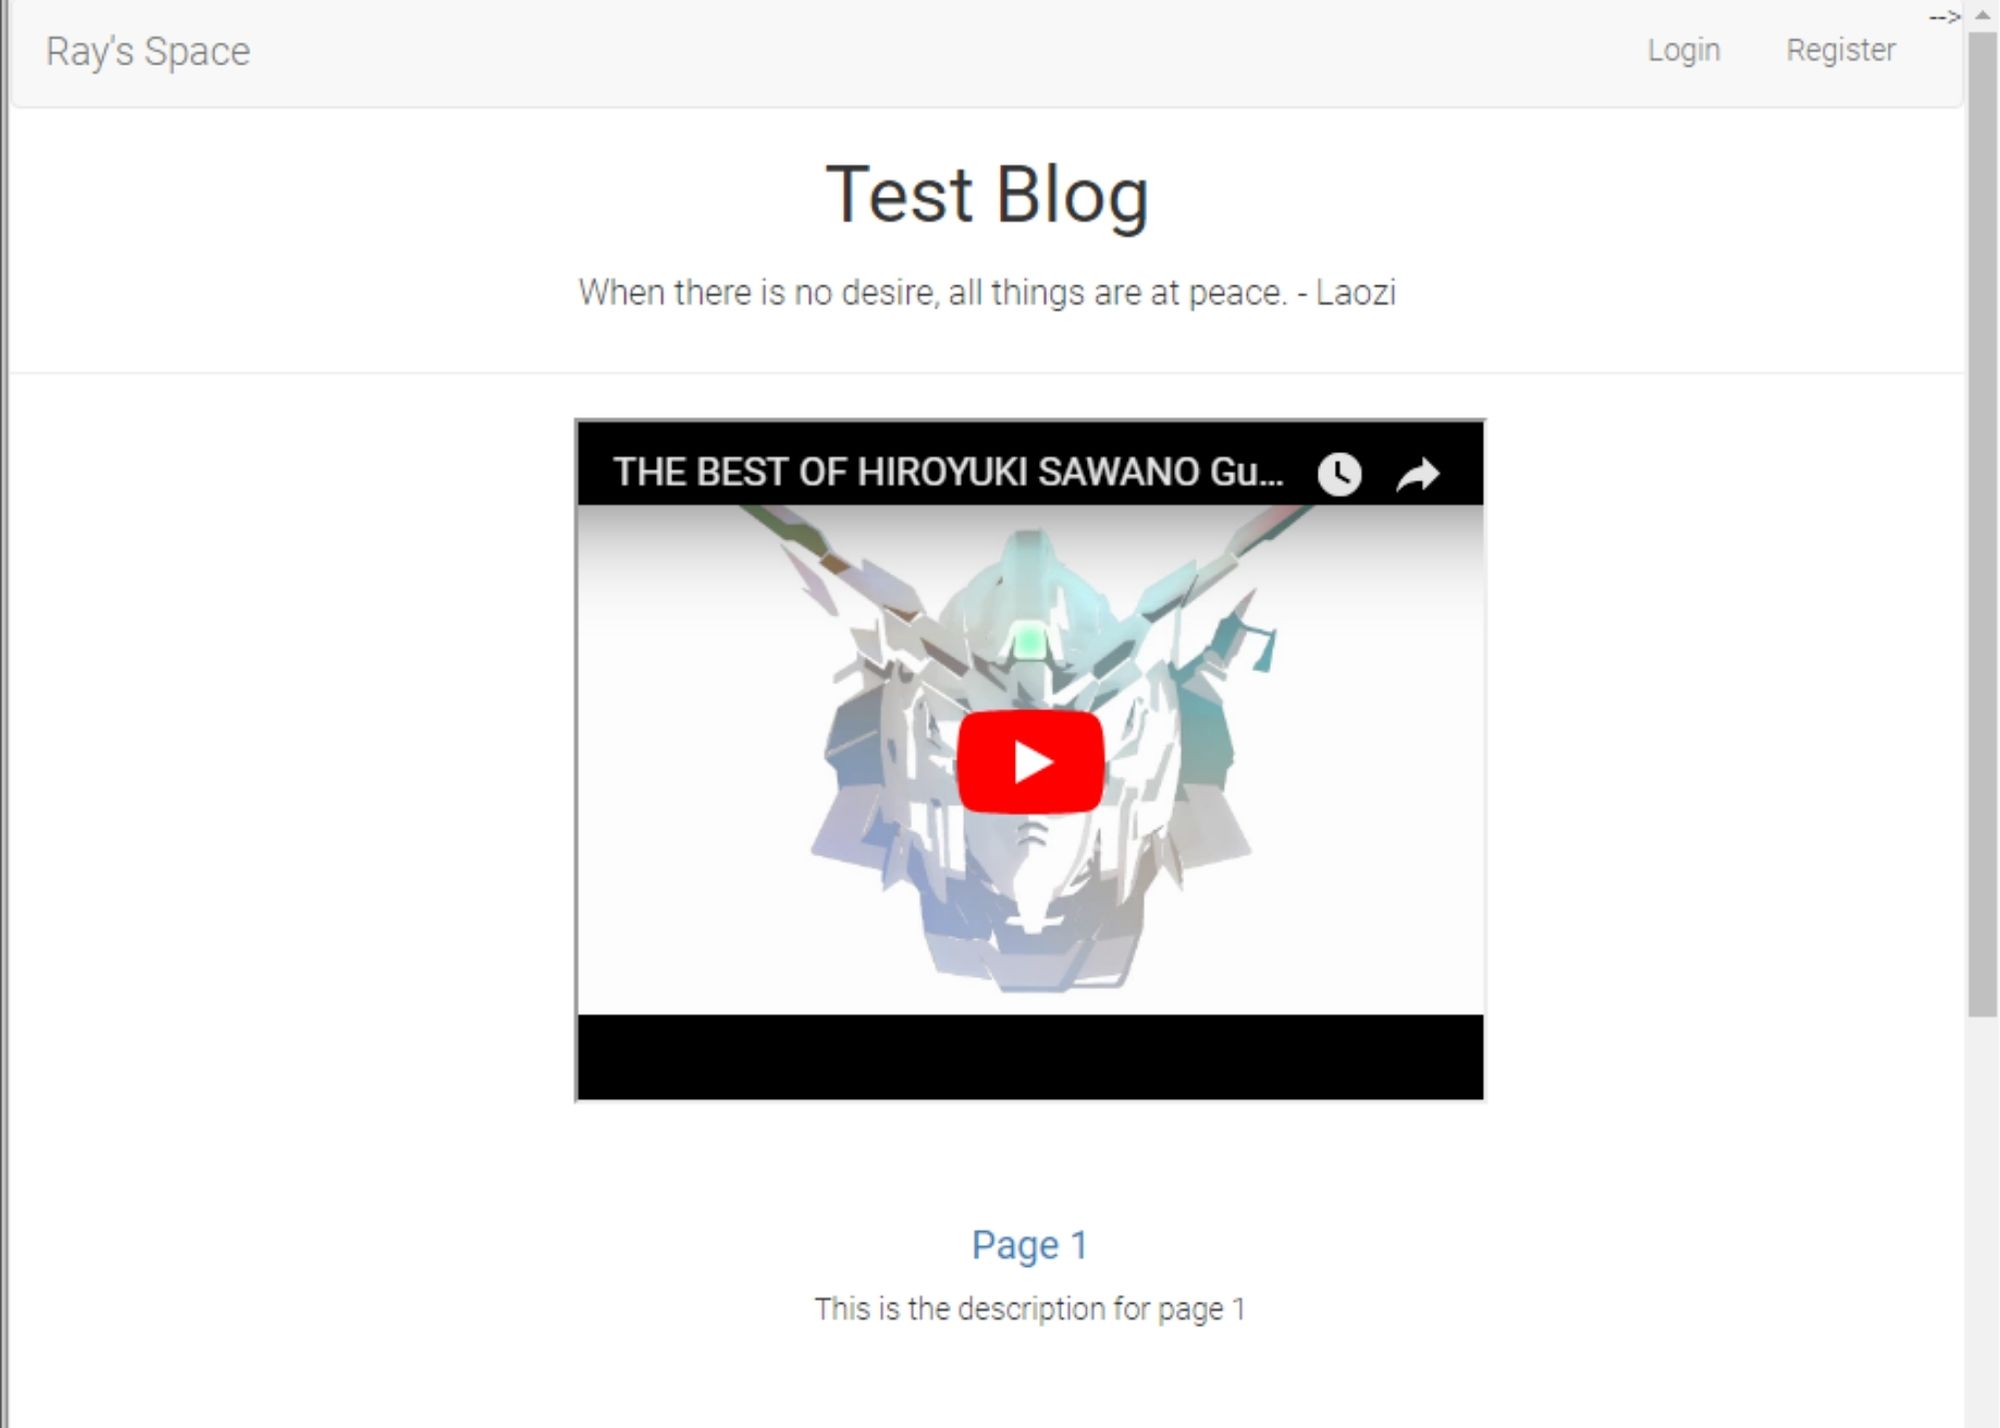 -->
Ray's Space
Login
Register
Test Blog
When there is no desire, all things are at peace. - Laozi
THE BEST OF HIROYUKI SAWANO Gu...
Page 1
This is the description for page 1